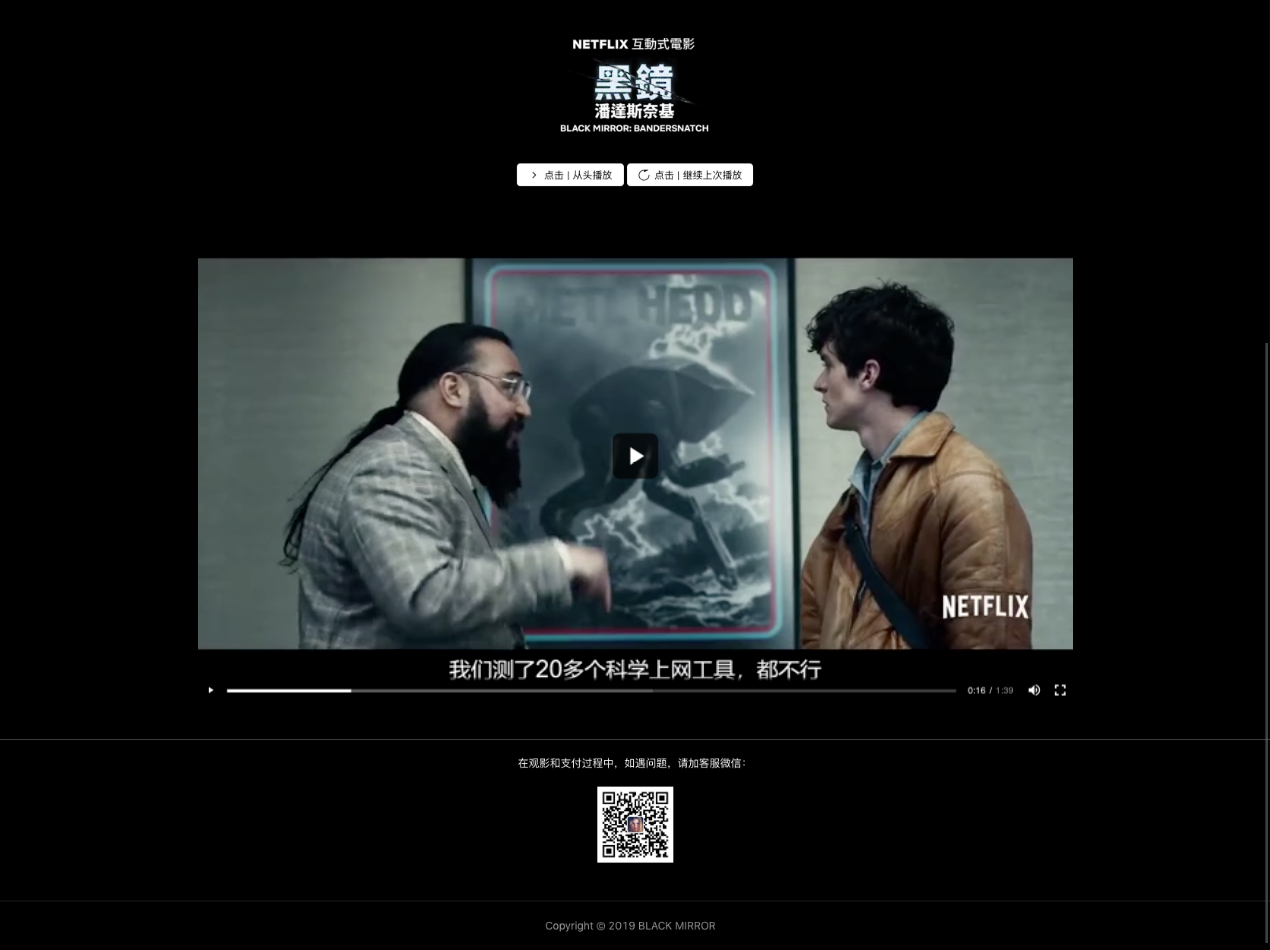 NETFLIX 互動式電影
黑鏡
潘達斯奈基
BLACK MIRROR: BANDERSNATCH
点击 | 从头播放
点击 | 继续上次播放
METL HEDD
NETFLIX
我们测了20多个科学上网工具，都不行
0:16 / 1:39
在观影和支付过程中，如遇问题，请加客服微信：
Copyright © 2019 BLACK MIRROR